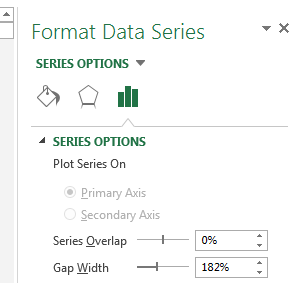 Format Data Series
SERIES OPTIONS
SERIES OPTIONS
Plot Series On
Primary Axis
Secondary Axis
Series Overlap 0%
Gap Width 182%